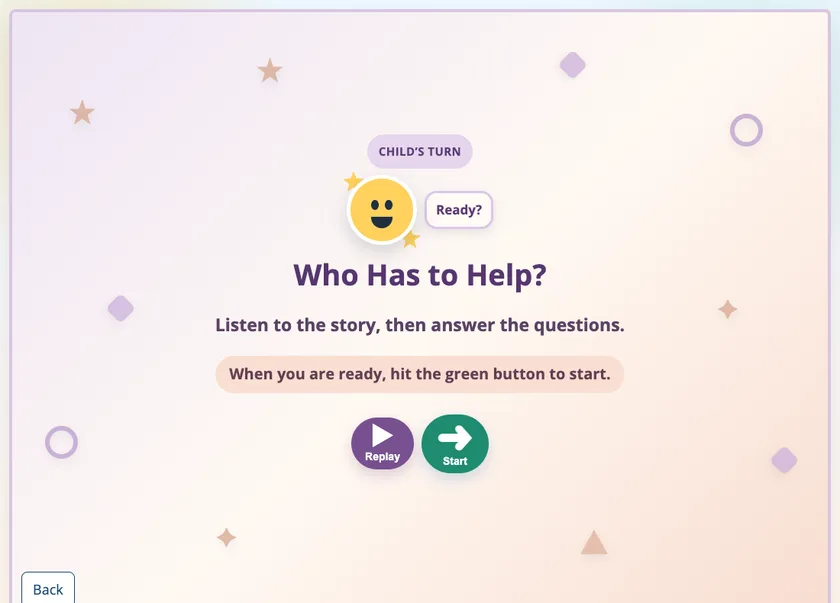 CHILD’S TURN
Ready?
Who Has to Help?
Listen to the story, then answer the questions.
When you are ready, hit the green button to start.
Replay
Start
Back